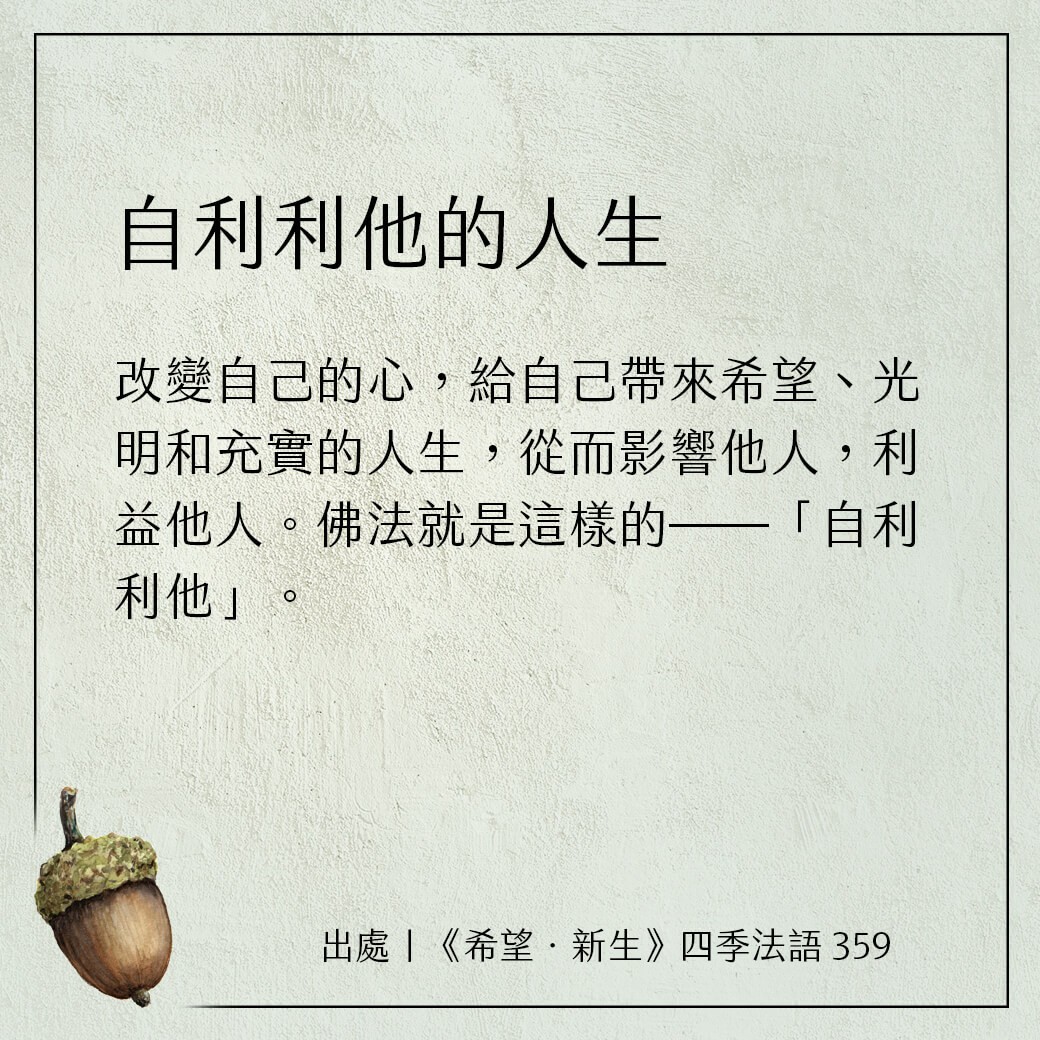 自利利他的人生
改變自己的心，給自己帶來希望、光
明和充實的人生，從而影響他人，利
益他人。佛法就是這樣的——「自利
利他」。
出處｜《希望．新生》四季法語 359